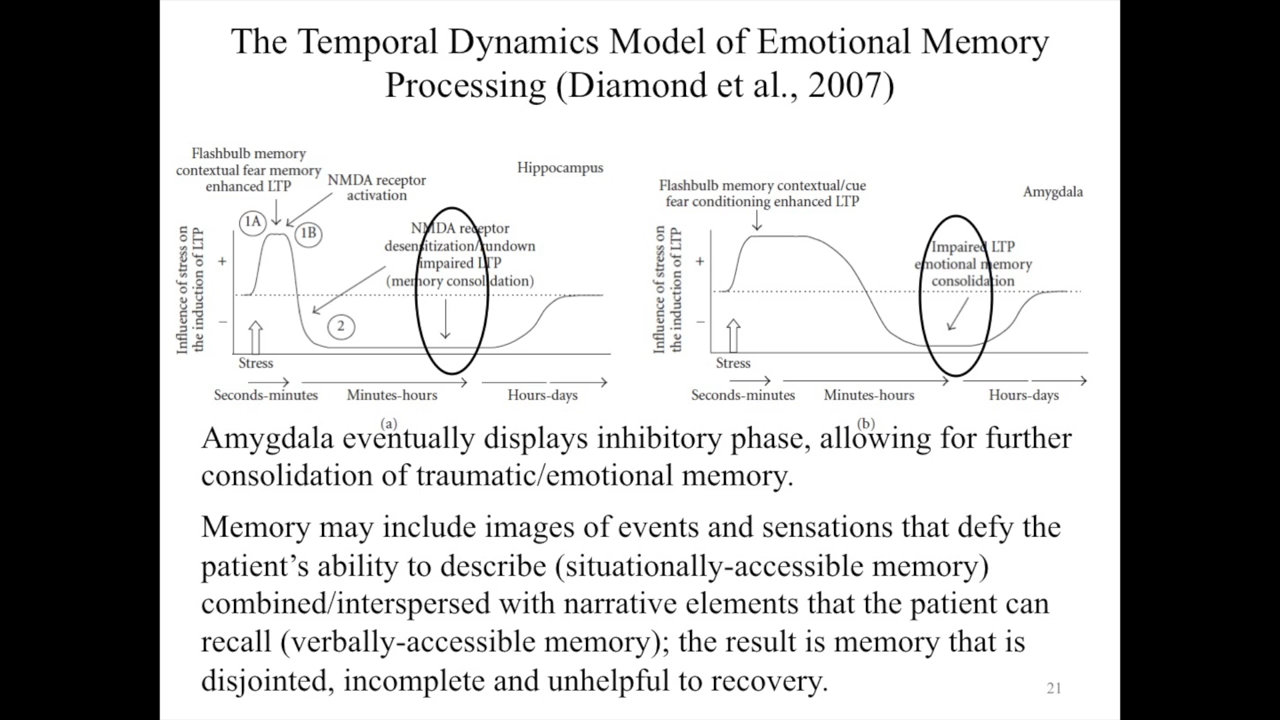 The Temporal Dynamics Model of Emotional Memory
Processing (Diamond et al., 2007)
Flashbulb memory
contextual fear memory
enhanced LTP
NMDA receptor
activation
Hippocampus
1A
1B
NMDA receptor
desensitization/rundown
impaired LTP
(memory consolidation)
2
Influence of stress on
the induction of LTP
+
–
Stress
Seconds-minutes
Minutes-hours
Hours-days
(a)
Flashbulb memory contextual/cue
fear conditioning enhanced LTP
Amygdala
Impaired LTP
emotional memory
consolidation
Influence of stress on
the induction of LTP
+
–
Stress
Seconds-minutes
Minutes-hours
Hours-days
(b)
Amygdala eventually displays inhibitory phase, allowing for further
consolidation of traumatic/emotional memory.
Memory may include images of events and sensations that defy the
patient’s ability to describe (situationally-accessible memory)
combined/interspersed with narrative elements that the patient can
recall (verbally-accessible memory); the result is memory that is
disjointed, incomplete and unhelpful to recovery.
21